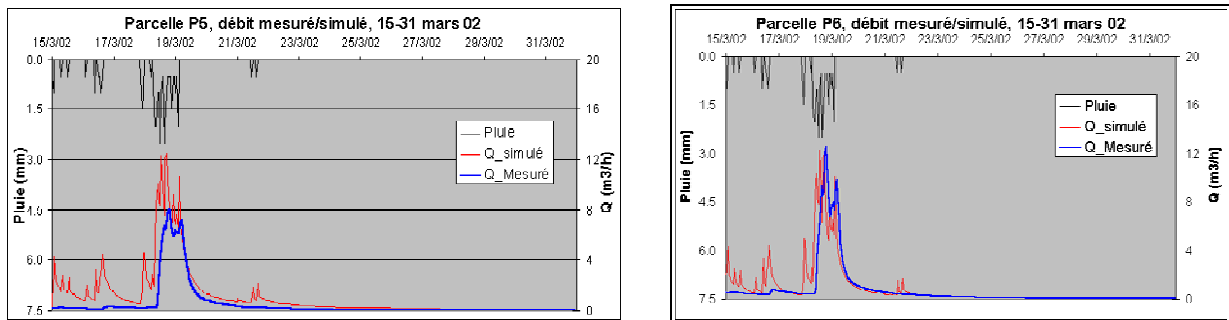 Parcelle P5, débit mesuré/simulé, 15-31 mars 02
15/3/02 17/3/02 19/3/02 21/3/02 23/3/02 25/3/02 27/3/02 29/3/02 31/3/02
0.0
1.5
3.0
4.5
6.0
7.5
Pluie (mm)
20
16
12
8
4
0
Q (m3/h)
Pluie
Q_simulé
Q_Mesuré
Parcelle P6, débit mesuré/simulé, 15-31 mars 02
15/3/02 17/3/02 19/3/02 21/3/02 23/3/02 25/3/02 27/3/02 29/3/02 31/3/02
0.0
1.5
3.0
4.5
6.0
7.5
Pluie (mm)
20
16
12
8
4
0
Q (m3/h)
Pluie
Q_simulé
Q_Mesuré